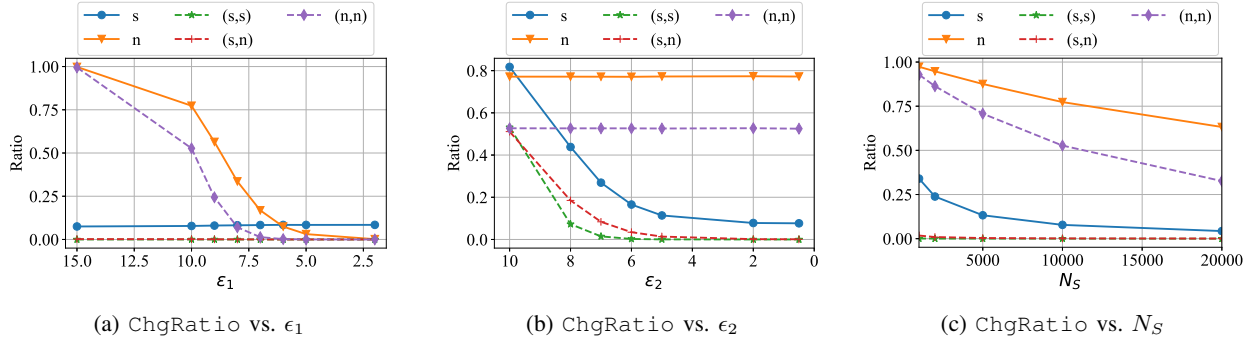 s (s,s) (n,n)
n (s,n)
1.00
0.75
0.50
0.25
0.00
Ratio
15.0 12.5 10.0 7.5 5.0 2.5
ε₁
(a) ChgRatio vs. ϵ₁
s (s,s) (n,n)
n (s,n)
0.8
0.6
0.4
0.2
0.0
Ratio
10 8 6 4 2 0
ε₂
(b) ChgRatio vs. ϵ₂
s (s,s) (n,n)
n (s,n)
1.00
0.75
0.50
0.25
0.00
Ratio
5000 10000 15000 20000
N_S
(c) ChgRatio vs. N_S